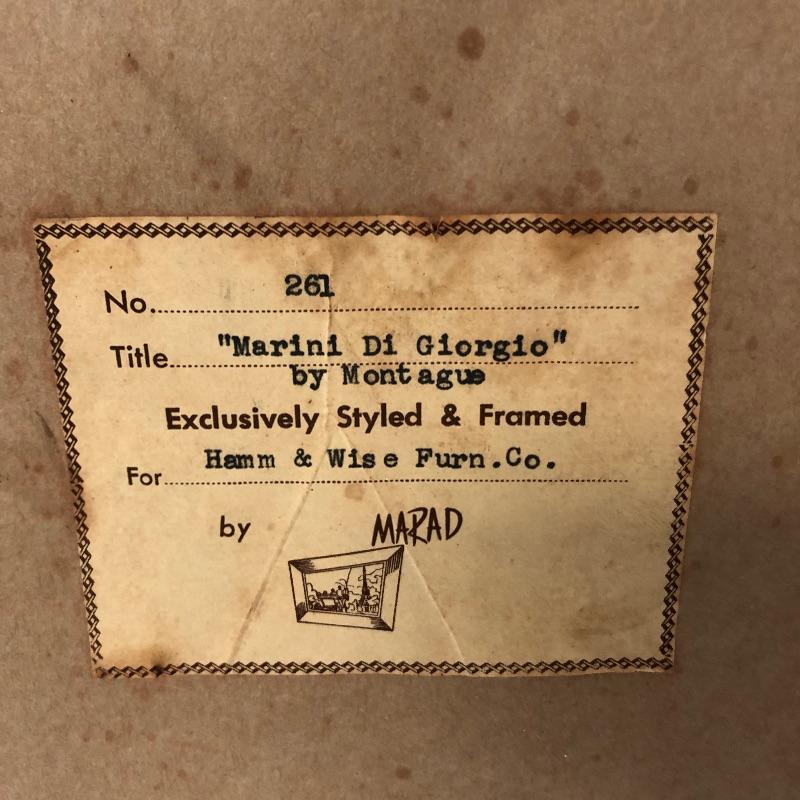 No. 261
Title "Marini Di Giorgio"
by Montague
Exclusively Styled & Framed
For Hamm & Wise Furn.Co.
by MARAD